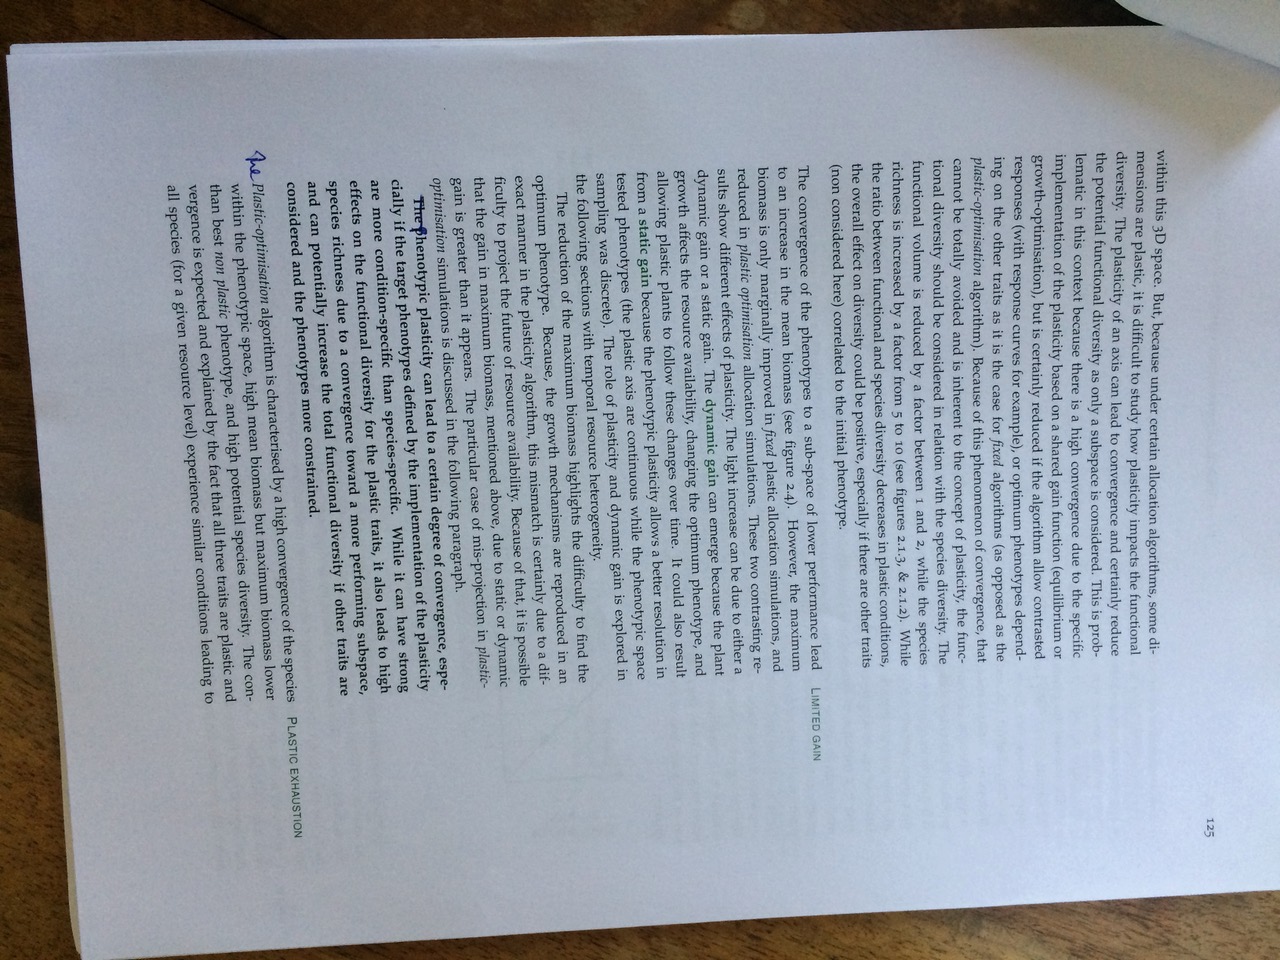 125
within this 3D space. But, because under certain allocation algorithms, some di-
mensions are plastic, it is difficult to study how plasticity impacts the functional
diversity. The plasticity of an axis can lead to convergence and certainly reduce
the potential functional diversity as only a subspace is considered. This is prob-
lematic in this context because there is a high convergence due to the specific
implementation of the plasticity based on a shared gain function (equilibrium or
growth-optimisation), but is certainly reduced if the algorithm allow contrasted
responses (with response curves for example), or optimum phenotypes depend-
ing on the other traits as it is the case for fixed algorithms (as opposed as the
plastic-optimisation algorithm). Because of this phenomenon of convergence, that
cannot be totally avoided and is inherent to the concept of plasticity, the func-
tional diversity should be considered in relation with the species diversity. The
functional volume is reduced by a factor between 1 and 2, while the species
richness is increased by a factor from 5 to 10 (see figures 2.1.3, & 2.1.2). While
the ratio between functional and species diversity decreases in plastic conditions,
the overall effect on diversity could be positive, especially if there are other traits
(non considered here) correlated to the initial phenotype.
The convergence of the phenotypes to a sub-space of lower performance lead
LIMITED GAIN
to an increase in the mean biomass (see figure 2.4). However, the maximum
biomass is only marginally improved in fixed plastic allocation simulations, and
reduced in plastic optimisation allocation simulations. These two contrasting re-
sults show different effects of plasticity. The light increase can be due to either a
dynamic gain or a static gain. The dynamic gain can emerge because the plant
growth affects the resource availability, changing the optimum phenotype, and
allowing plastic plants to follow these changes over time. It could also result
from a static gain because the phenotypic plasticity allows a better resolution in
tested phenotypes (the plastic axis are continuous while the phenotypic space
sampling was discrete). The role of plasticity and dynamic gain is explored in
the following sections with temporal resource heterogeneity.
The reduction of the maximum biomass highlights the difficulty to find the
optimum phenotype. Because, the growth mechanisms are reproduced in an
exact manner in the plasticity algorithm, this mismatch is certainly due to a dif-
ficulty to project the future of resource availability. Because of that, it is possible
that the gain in maximum biomass, mentioned above, due to static or dynamic
gain is greater than it appears. The particular case of mis-projection in plastic-
optimisation simulations is discussed in the following paragraph.
The Phenotypic plasticity can lead to a certain degree of convergence, espe-
cially if the target phenotypes defined by the implementation of the plasticity
are more condition-specific than species-specific. While it can have strong
effects on the functional diversity for the plastic traits, it also leads to high
species richness due to a convergence toward a more performing subspace,
and can potentially increase the total functional diversity if other traits are
considered and the phenotypes more constrained.
The Plastic-optimisation algorithm is characterised by a high convergence of the species
PLASTIC EXHAUSTION
within the phenotypic space, high mean biomass but maximum biomass lower
than best non plastic phenotype, and high potential species diversity. The con-
vergence is expected and explained by the fact that all three traits are plastic and
all species (for a given resource level) experience similar conditions leading to